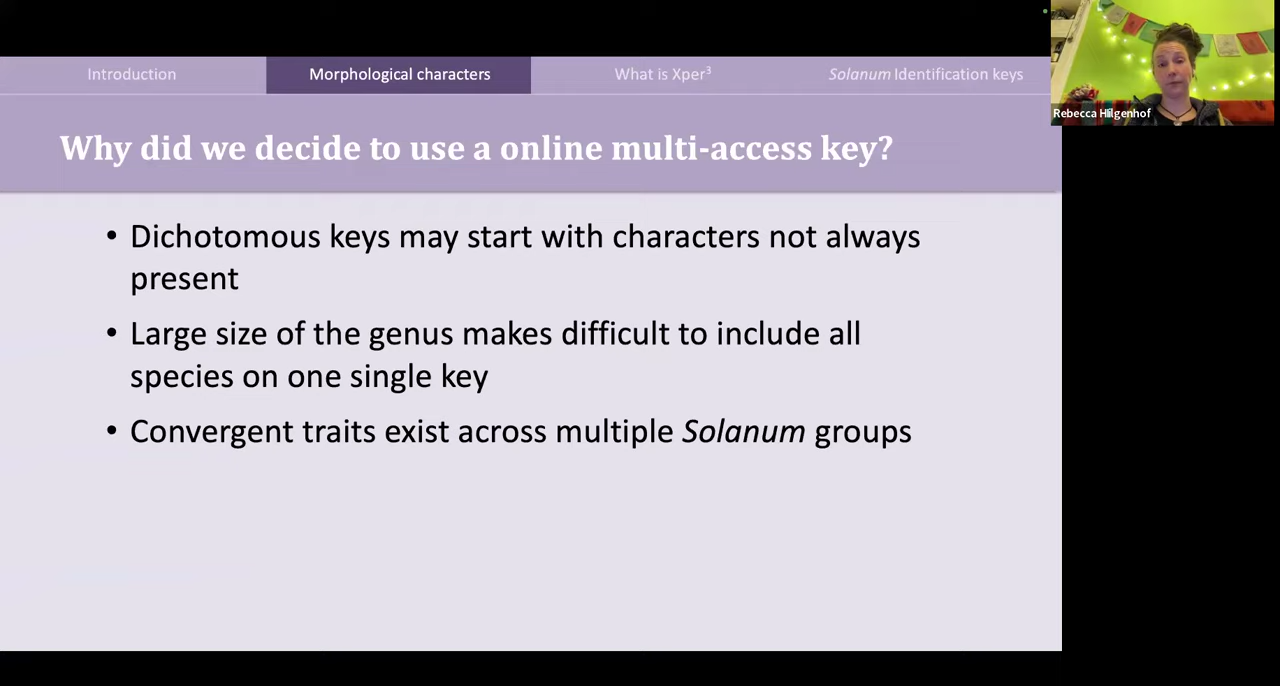 Introduction
Morphological characters
What is Xper³
Solanum Identification keys
Rebecca Hilgenhof
Why did we decide to use a online multi-access key?
• Dichotomous keys may start with characters not always
present
• Large size of the genus makes difficult to include all
species on one single key
• Convergent traits exist across multiple Solanum groups